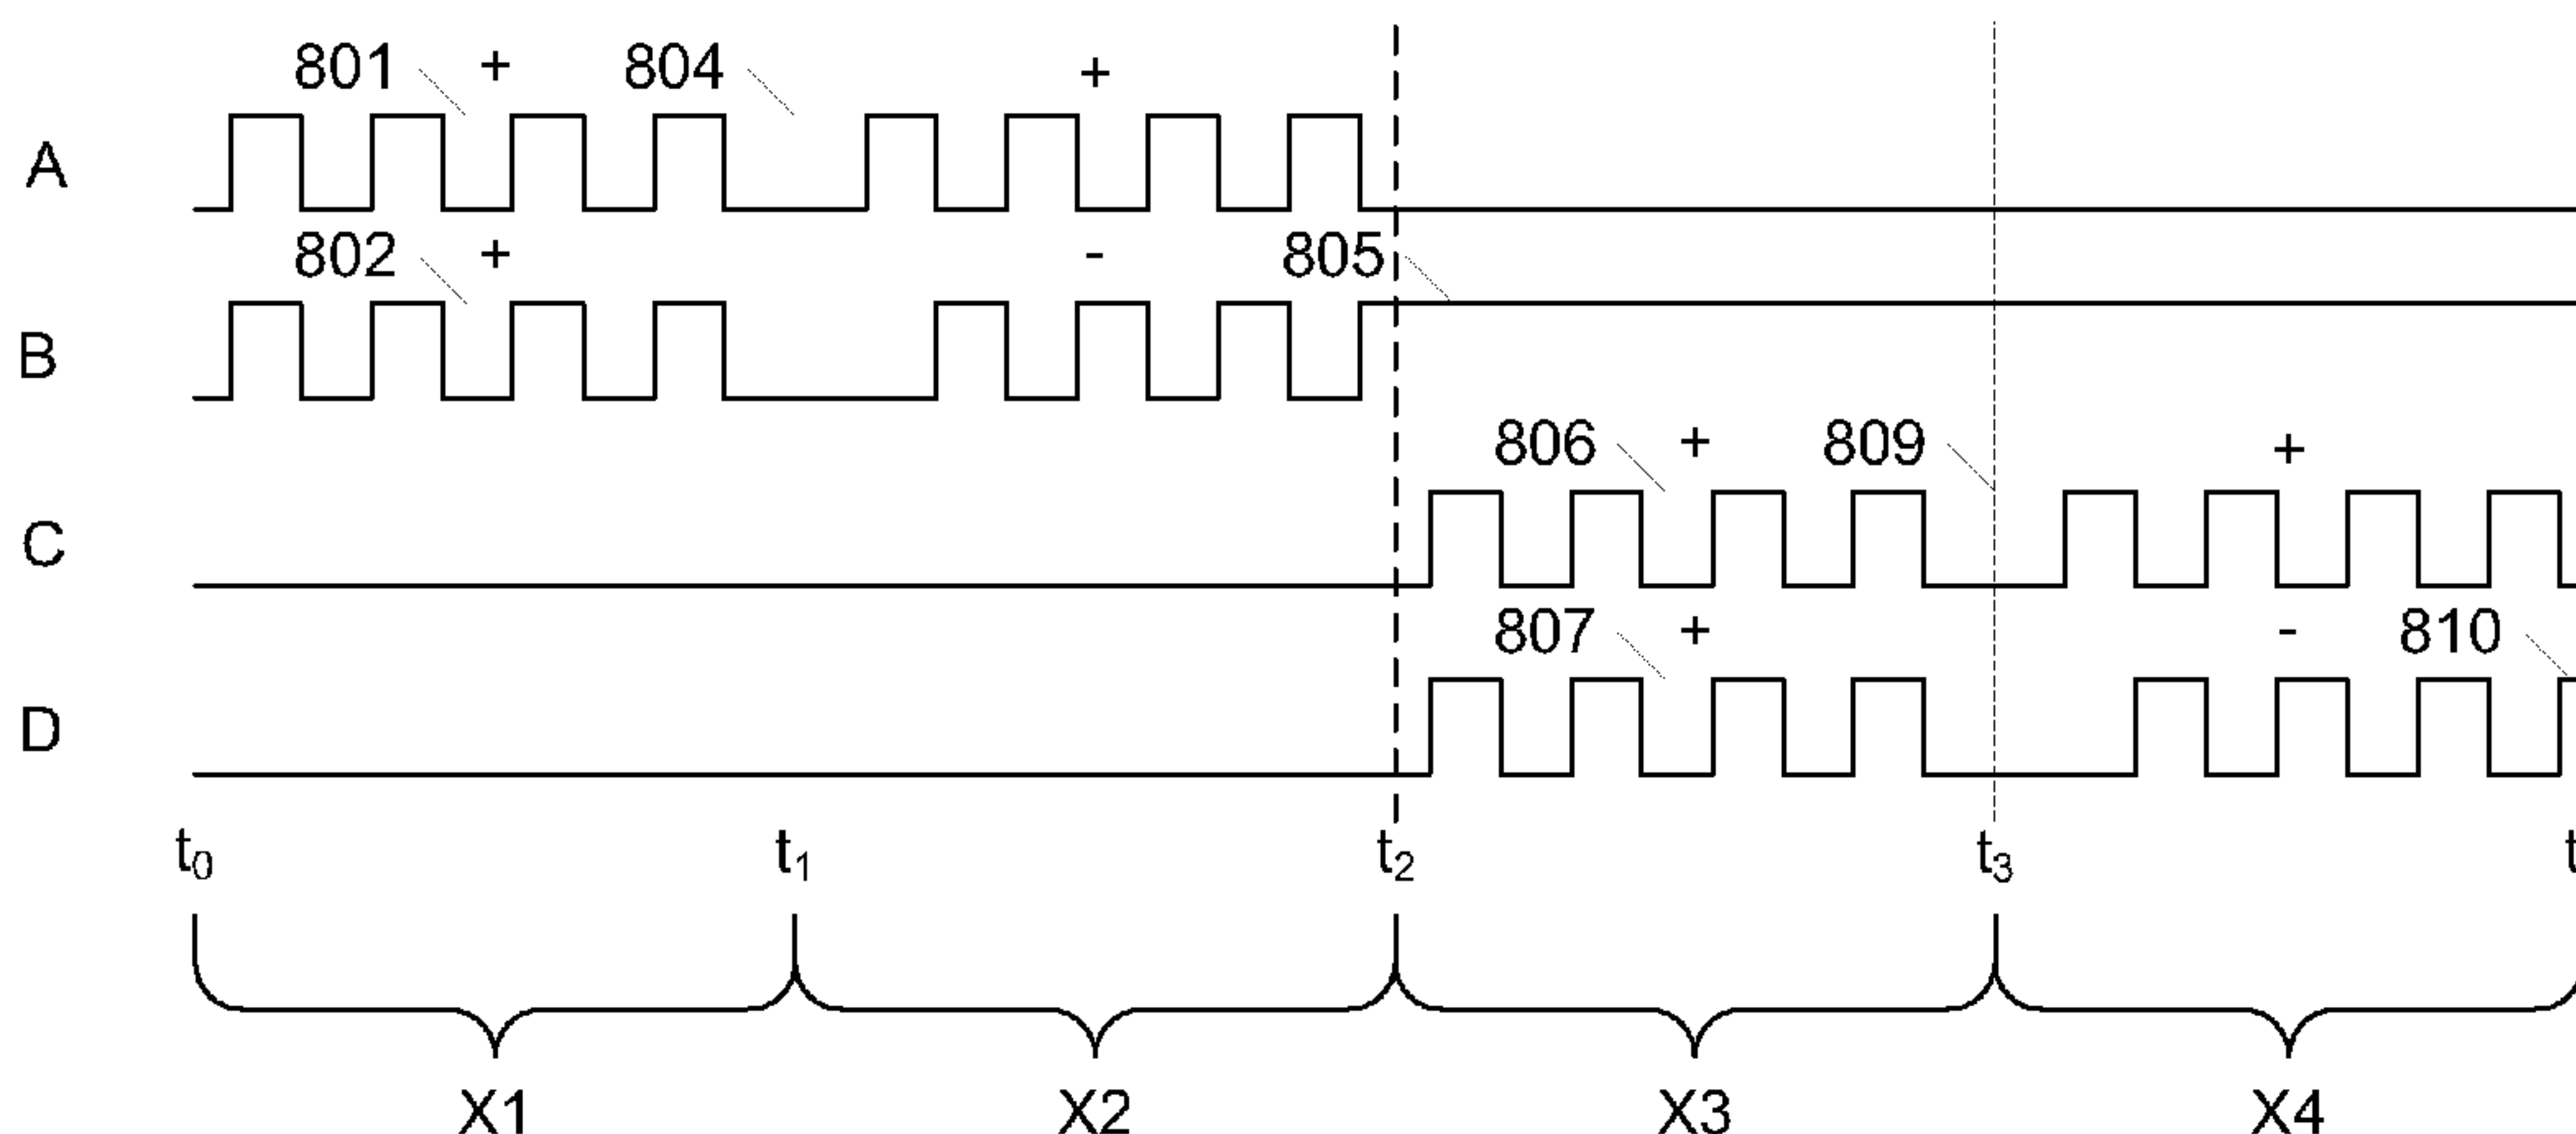 801 + 804 +
A
802 + - 805
B
806 + 809 +
C
807 + - 810
D
t0 t1 t2 t3 t
X1 X2 X3 X4